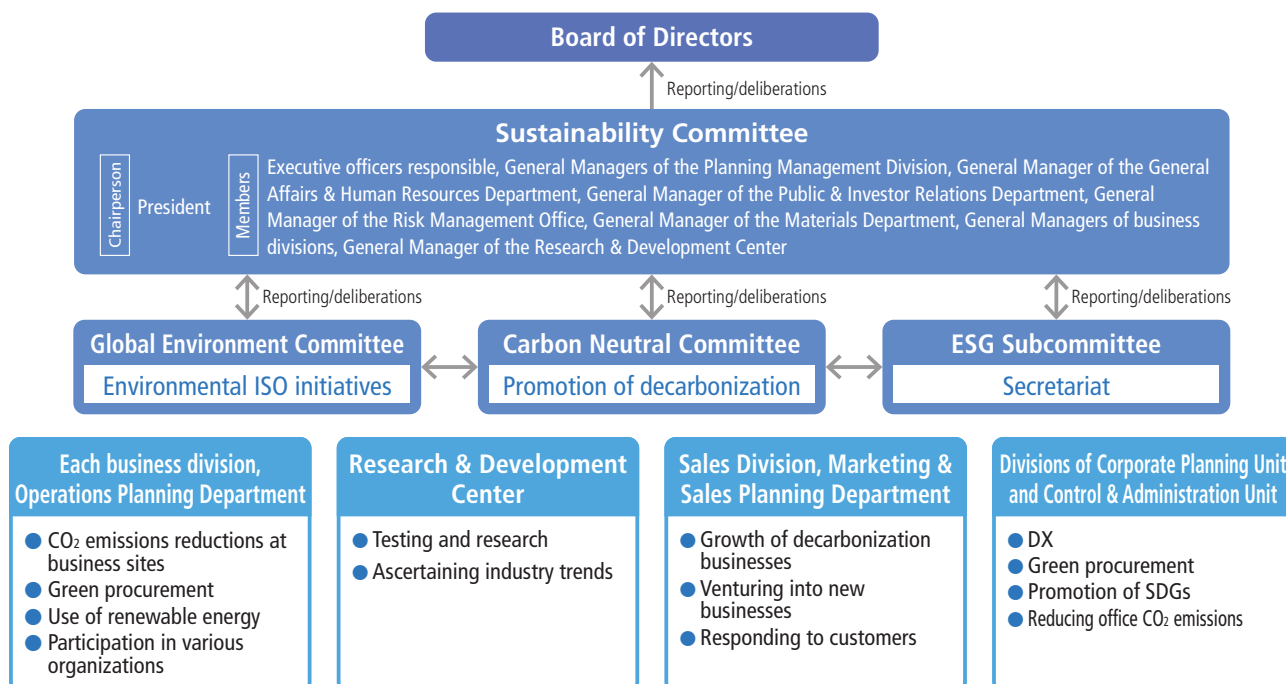 Board of Directors
Reporting/deliberations
Sustainability Committee
Chairperson
President
Members
Executive officers responsible, General Managers of the Planning Management Division, General Manager of the General
Affairs & Human Resources Department, General Manager of the Public & Investor Relations Department, General
Manager of the Risk Management Office, General Manager of the Materials Department, General Managers of business
divisions, General Manager of the Research & Development Center
Reporting/deliberations
Reporting/deliberations
Reporting/deliberations
Global Environment Committee
Environmental ISO initiatives
Carbon Neutral Committee
Promotion of decarbonization
ESG Subcommittee
Secretariat
Each business division,
Operations Planning Department
● CO₂ emissions reductions at
business sites
● Green procurement
● Use of renewable energy
● Participation in various
organizations
Research & Development
Center
● Testing and research
● Ascertaining industry trends
Sales Division, Marketing &
Sales Planning Department
● Growth of decarbonization
businesses
● Venturing into new
businesses
● Responding to customers
Divisions of Corporate Planning Unit
and Control & Administration Unit
● DX
● Green procurement
● Promotion of SDGs
● Reducing office CO₂ emissions